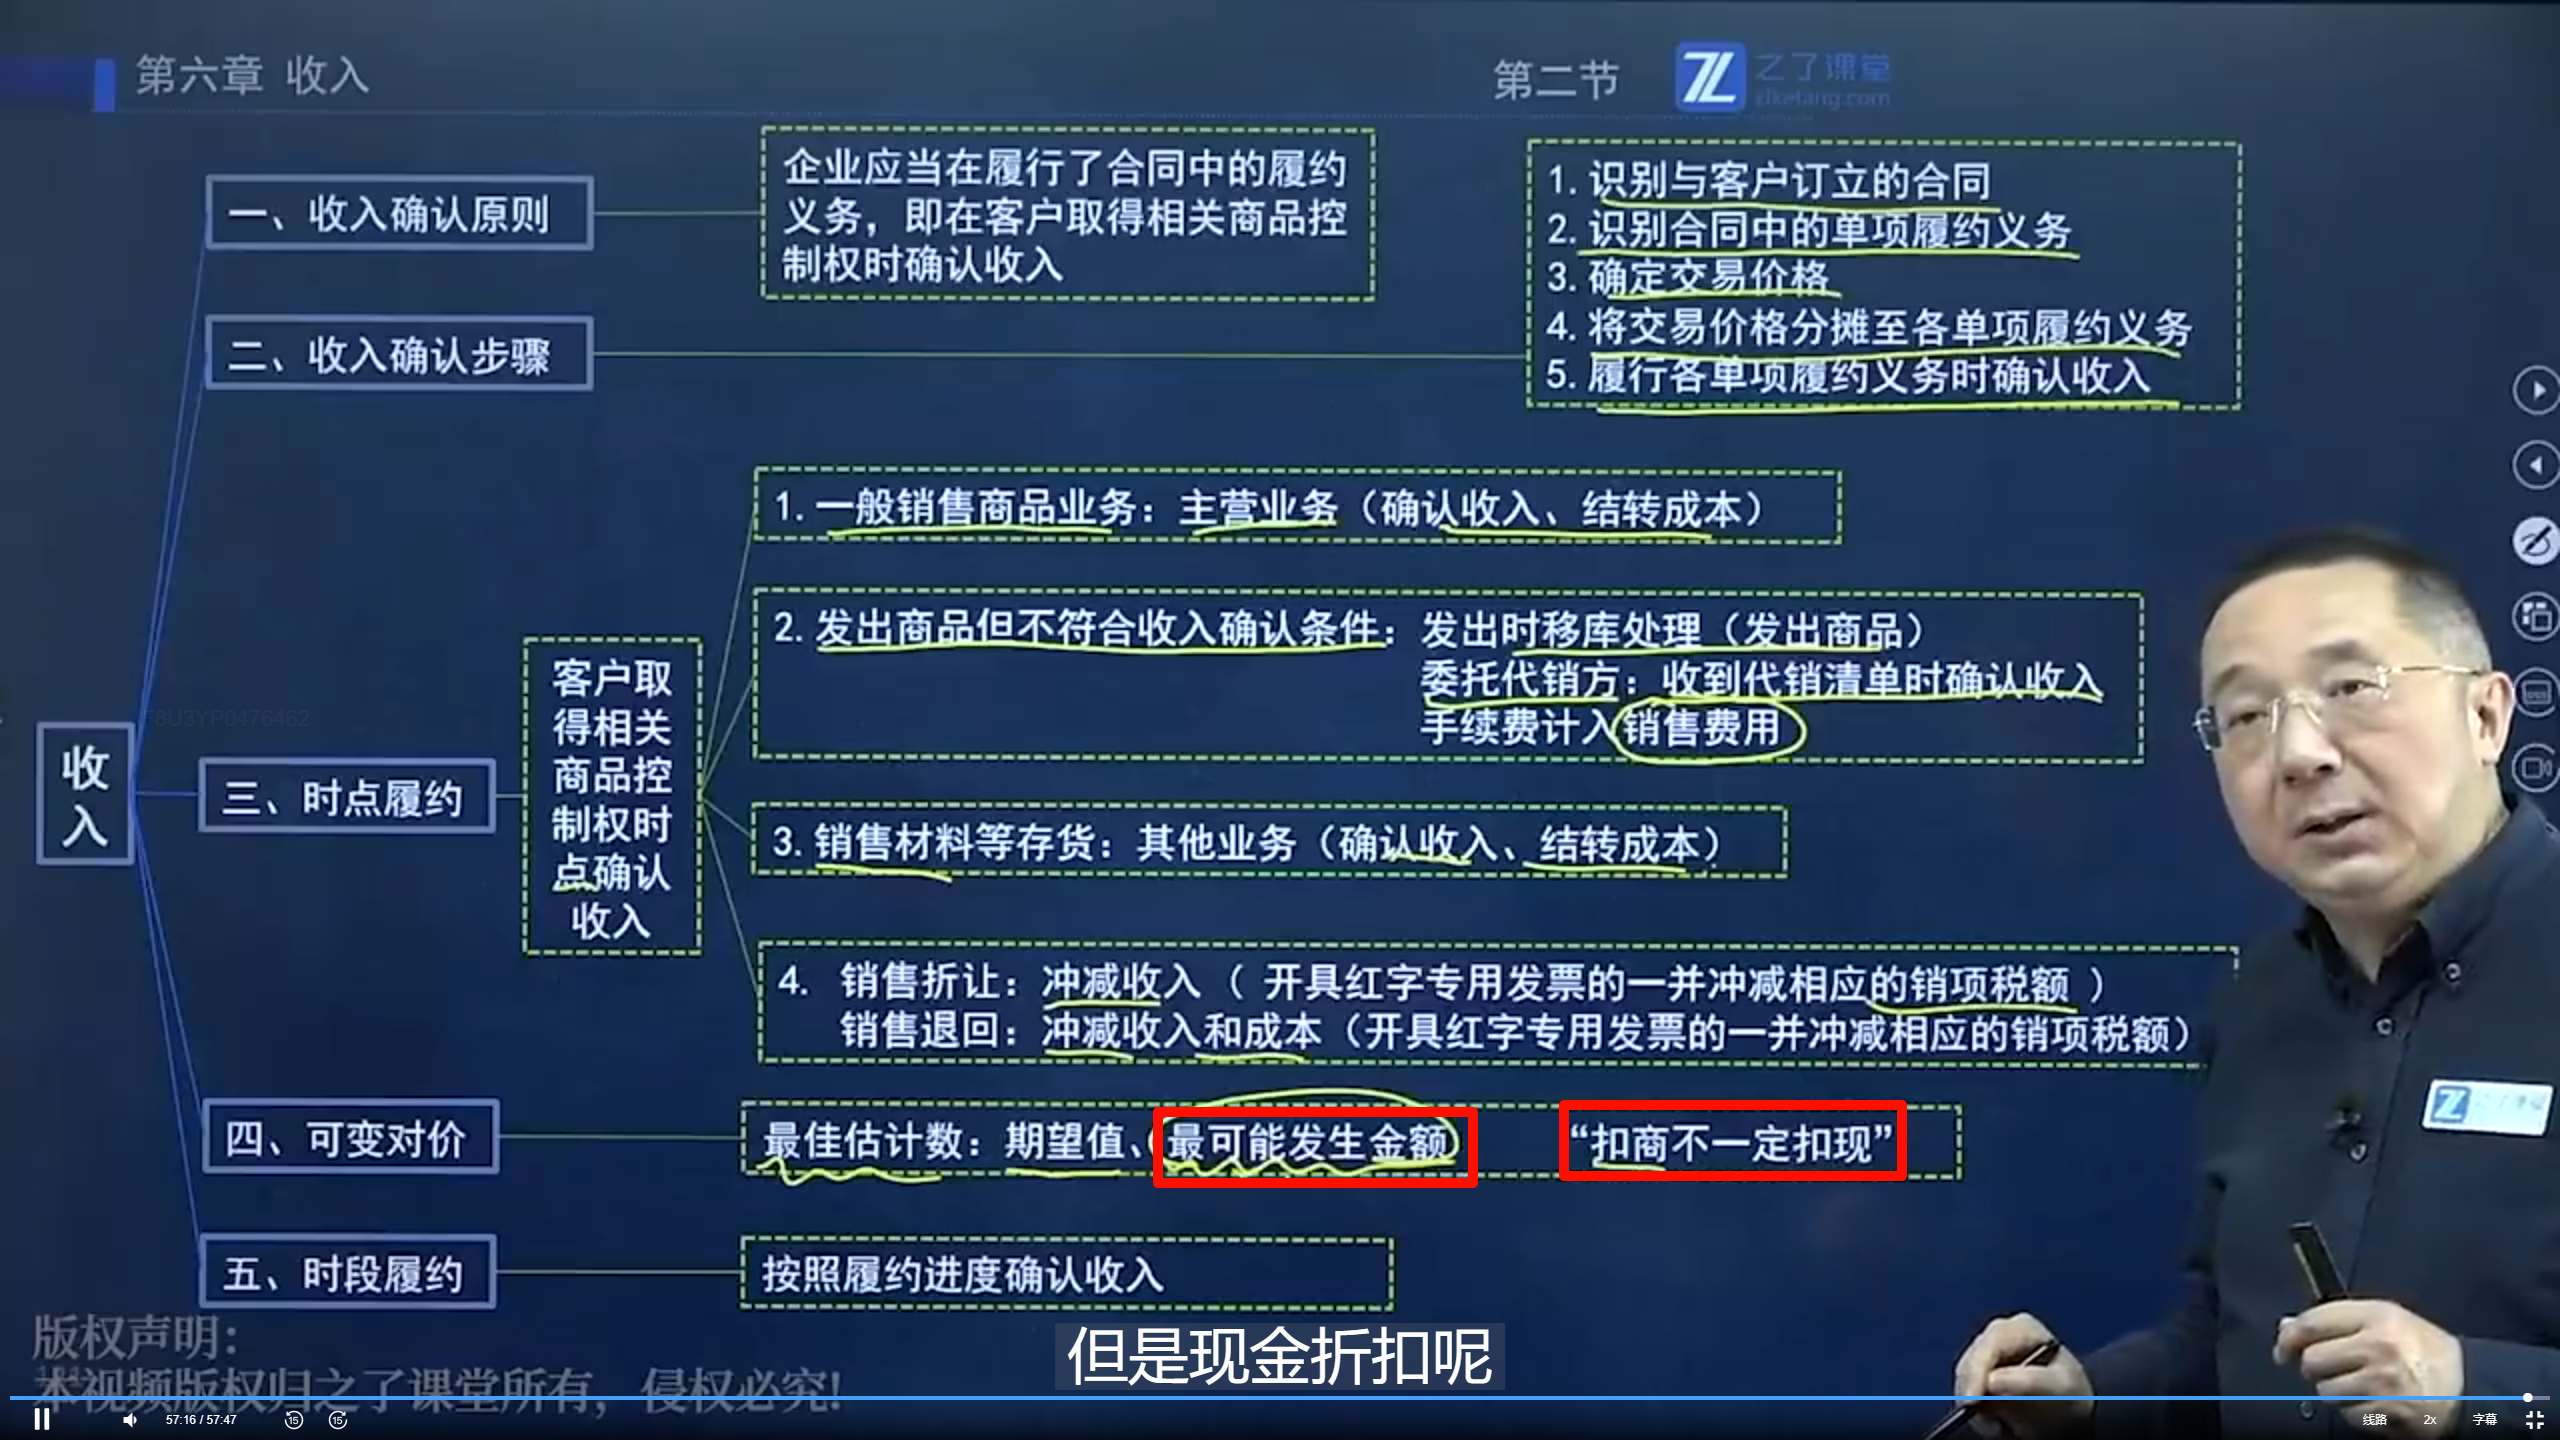 第六章 收入
第二节
之了课堂
zlketang.com
一、收入确认原则
企业应当在履行了合同中的履约
义务，即在客户取得相关商品控
制权时确认收入
二、收入确认步骤
1.识别与客户订立的合同
2.识别合同中的单项履约义务
3.确定交易价格
4.将交易价格分摊至各单项履约义务
5.履行各单项履约义务时确认收入
收
入
三、时点履约
客户取
得相关
商品控
制权时
点确认
收入
1.一般销售商品业务：主营业务（确认收入、结转成本）
2.发出商品但不符合收入确认条件：发出时移库处理（发出商品）
委托代销方：收到代销清单时确认收入
手续费计入销售费用
3.销售材料等存货：其他业务（确认收入、结转成本）
4. 销售折让：冲减收入（ 开具红字专用发票的一并冲减相应的销项税额 ）
销售退回：冲减收入和成本（开具红字专用发票的一并冲减相应的销项税额）
四、可变对价
最佳估计数：期望值、最可能发生金额 “扣商不一定扣现”
五、时段履约
按照履约进度确认收入
但是现金折扣呢
版权声明：
本视频版权归之了课堂所有，侵权必究！
57:16 / 57:47
15
15
线路
2x
字幕